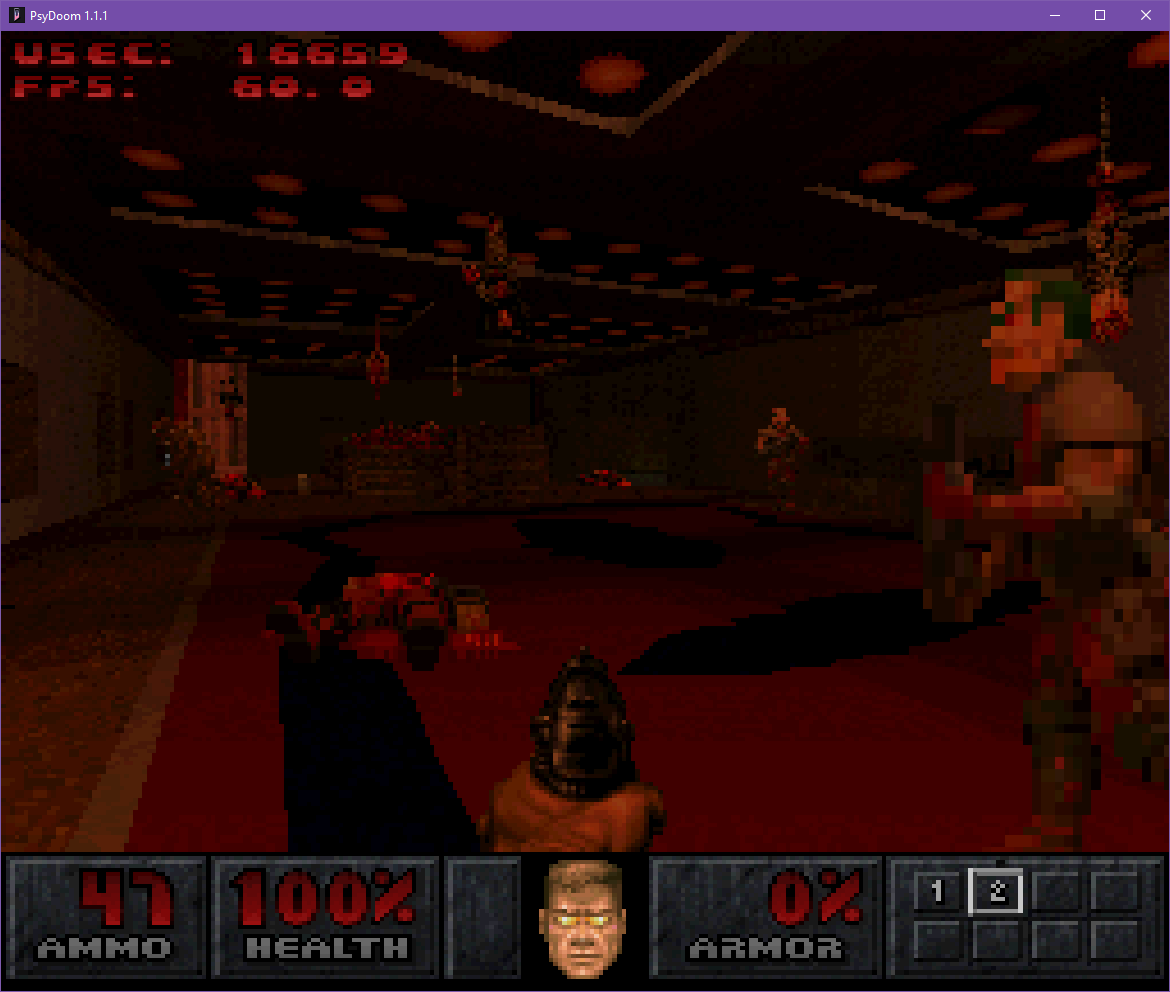 PsyDoom 1.1.1
USEC: 16659
FPS: 60.0
47 100% 0% 1 2
AMMO HEALTH ARMOR